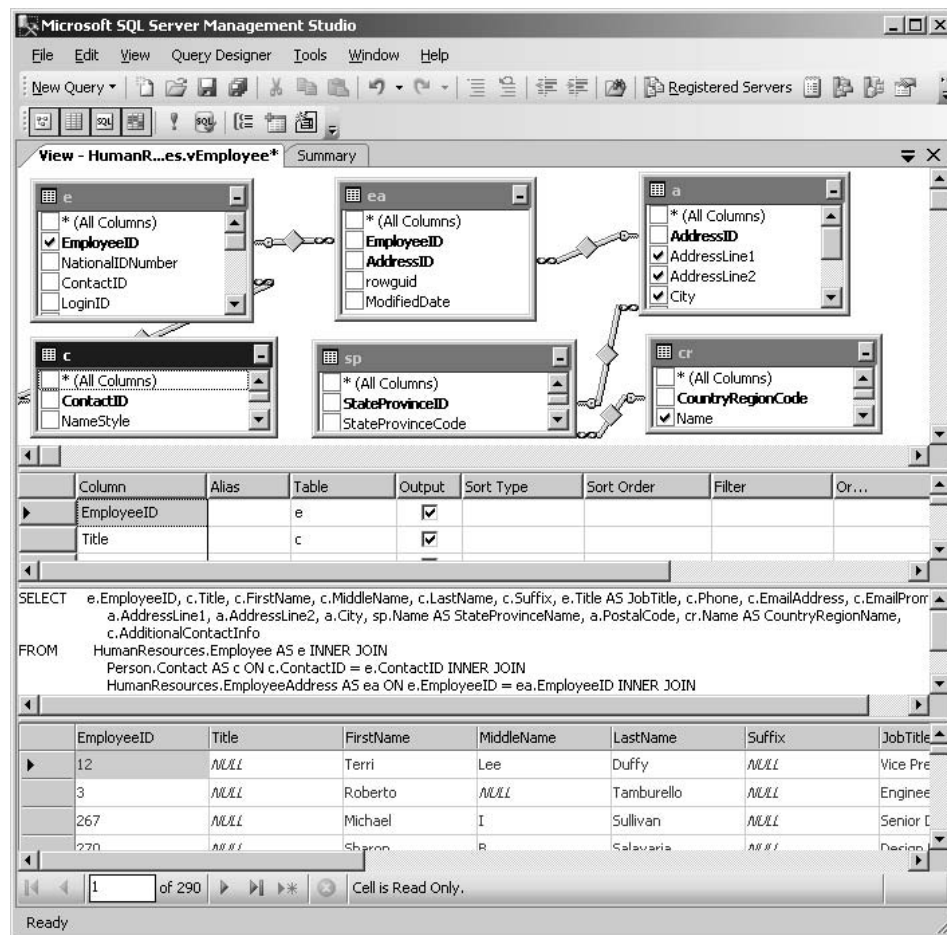 Microsoft SQL Server Management Studio
File Edit View Query Designer Tools Window Help
New Query Registered Servers
View - HumanR...es.vEmployee* Summary
e
* (All Columns)
EmployeeID
NationalIDNumber
ContactID
LoginID
ea
* (All Columns)
EmployeeID
AddressID
rowguid
ModifiedDate
a
* (All Columns)
AddressID
AddressLine1
AddressLine2
City
c
* (All Columns)
ContactID
NameStyle
sp
* (All Columns)
StateProvinceID
StateProvinceCode
cr
* (All Columns)
CountryRegionCode
Name
Column Alias Table Output Sort Type Sort Order Filter Or...
EmployeeID e
Title c
SELECT e.EmployeeID, c.Title, c.FirstName, c.MiddleName, c.LastName, c.Suffix, e.Title AS JobTitle, c.Phone, c.EmailAddress, c.EmailProm
a.AddressLine1, a.AddressLine2, a.City, sp.Name AS StateProvinceName, a.PostalCode, cr.Name AS CountryRegionName,
c.AdditionalContactInfo
FROM HumanResources.Employee AS e INNER JOIN
Person.Contact AS c ON c.ContactID = e.ContactID INNER JOIN
HumanResources.EmployeeAddress AS ea ON e.EmployeeID = ea.EmployeeID INNER JOIN
EmployeeID Title FirstName MiddleName LastName Suffix JobTitle
12 NULL Terri Lee Duffy NULL Vice Pre
3 NULL Roberto NULL Tamburello NULL Enginee
267 NULL Michael I Sullivan NULL Senior D
270 NULL Sharon B Salavaria NULL Design
1 of 290 Cell is Read Only.
Ready